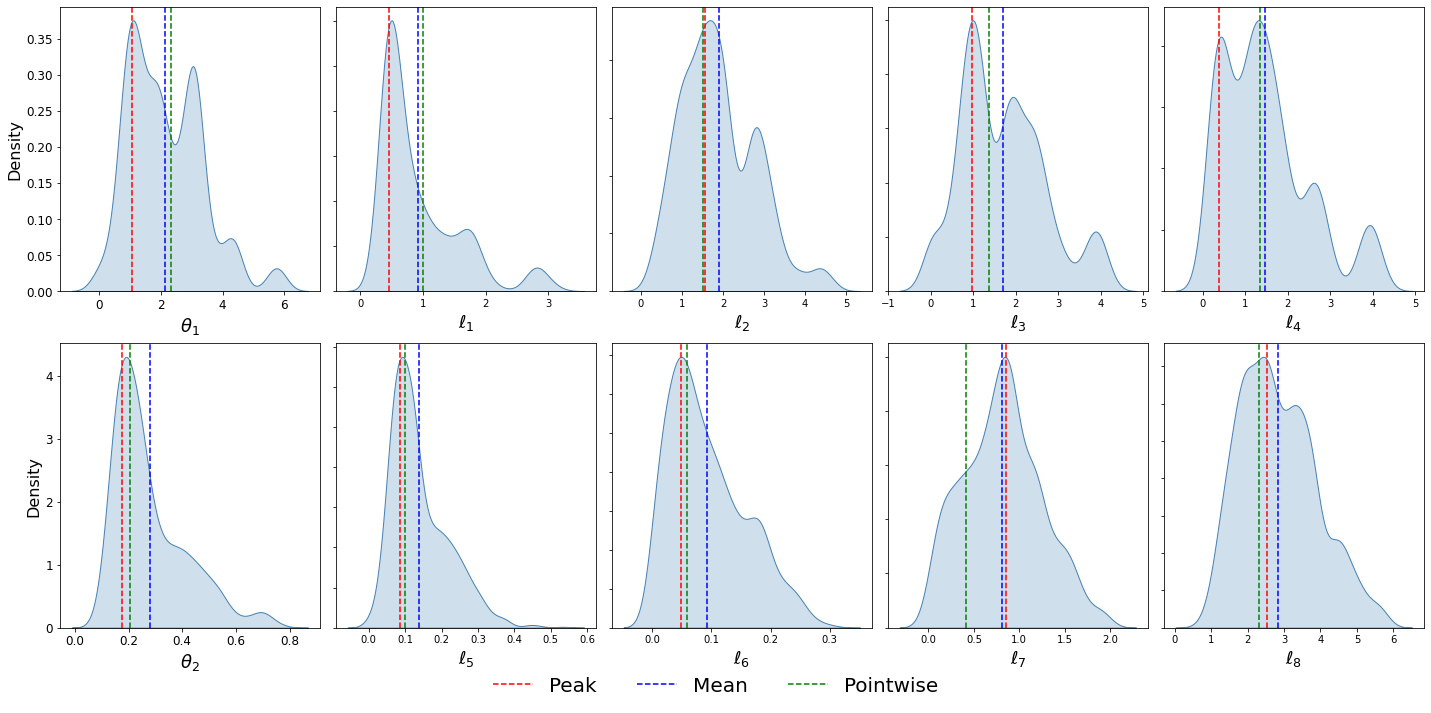 Density
0.35
0.30
0.25
0.20
0.15
0.10
0.05
0.00
0 2 4 6
0 1 2 3
0 1 2 3 4 5
−1 0 1 2 3 4 5
0 1 2 3 4 5
θ1 ℓ1 ℓ2 ℓ3 ℓ4
Density
4
3
2
1
0
0.0 0.2 0.4 0.6 0.8
0.0 0.1 0.2 0.3 0.4 0.5 0.6
0.0 0.1 0.2 0.3
0.0 0.5 1.0 1.5 2.0
0 1 2 3 4 5 6
θ2 ℓ5 ℓ6 ℓ7 ℓ8
Peak Mean Pointwise